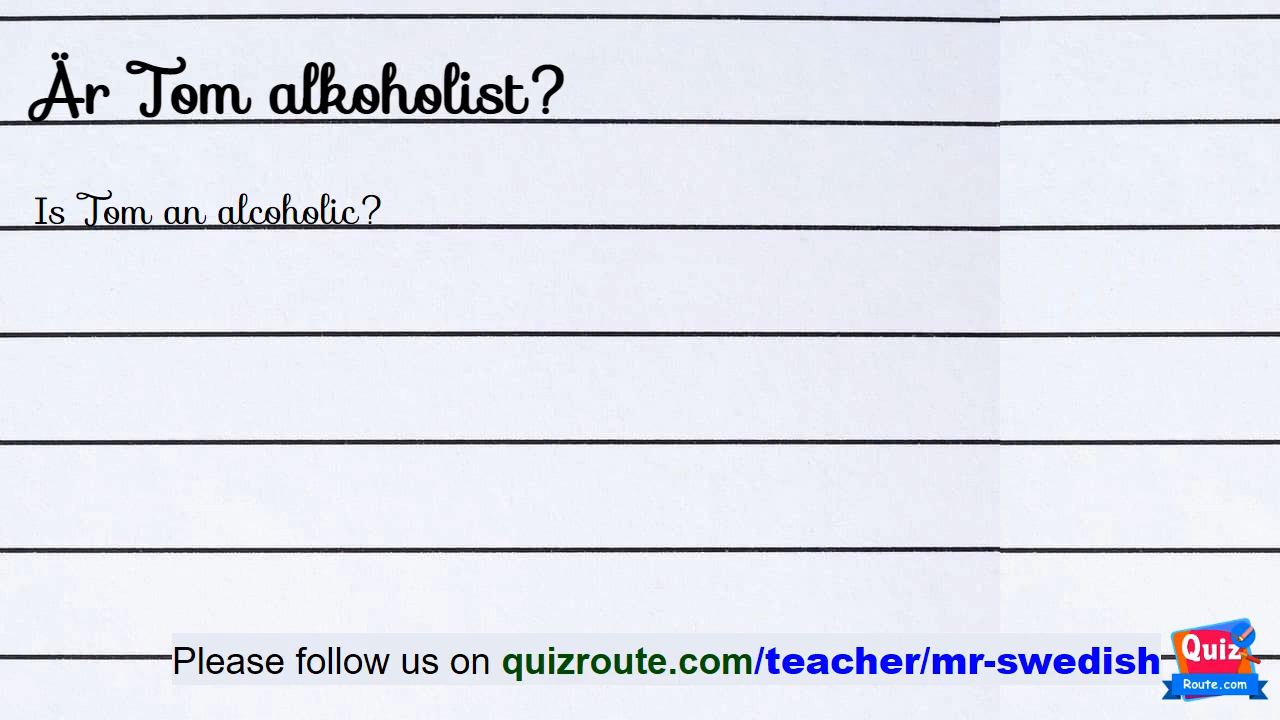 Är Tom alkoholist?
Is Tom an alcoholic?
Please follow us on quizroute.com/teacher/mr-swedish
Quiz
Route.com